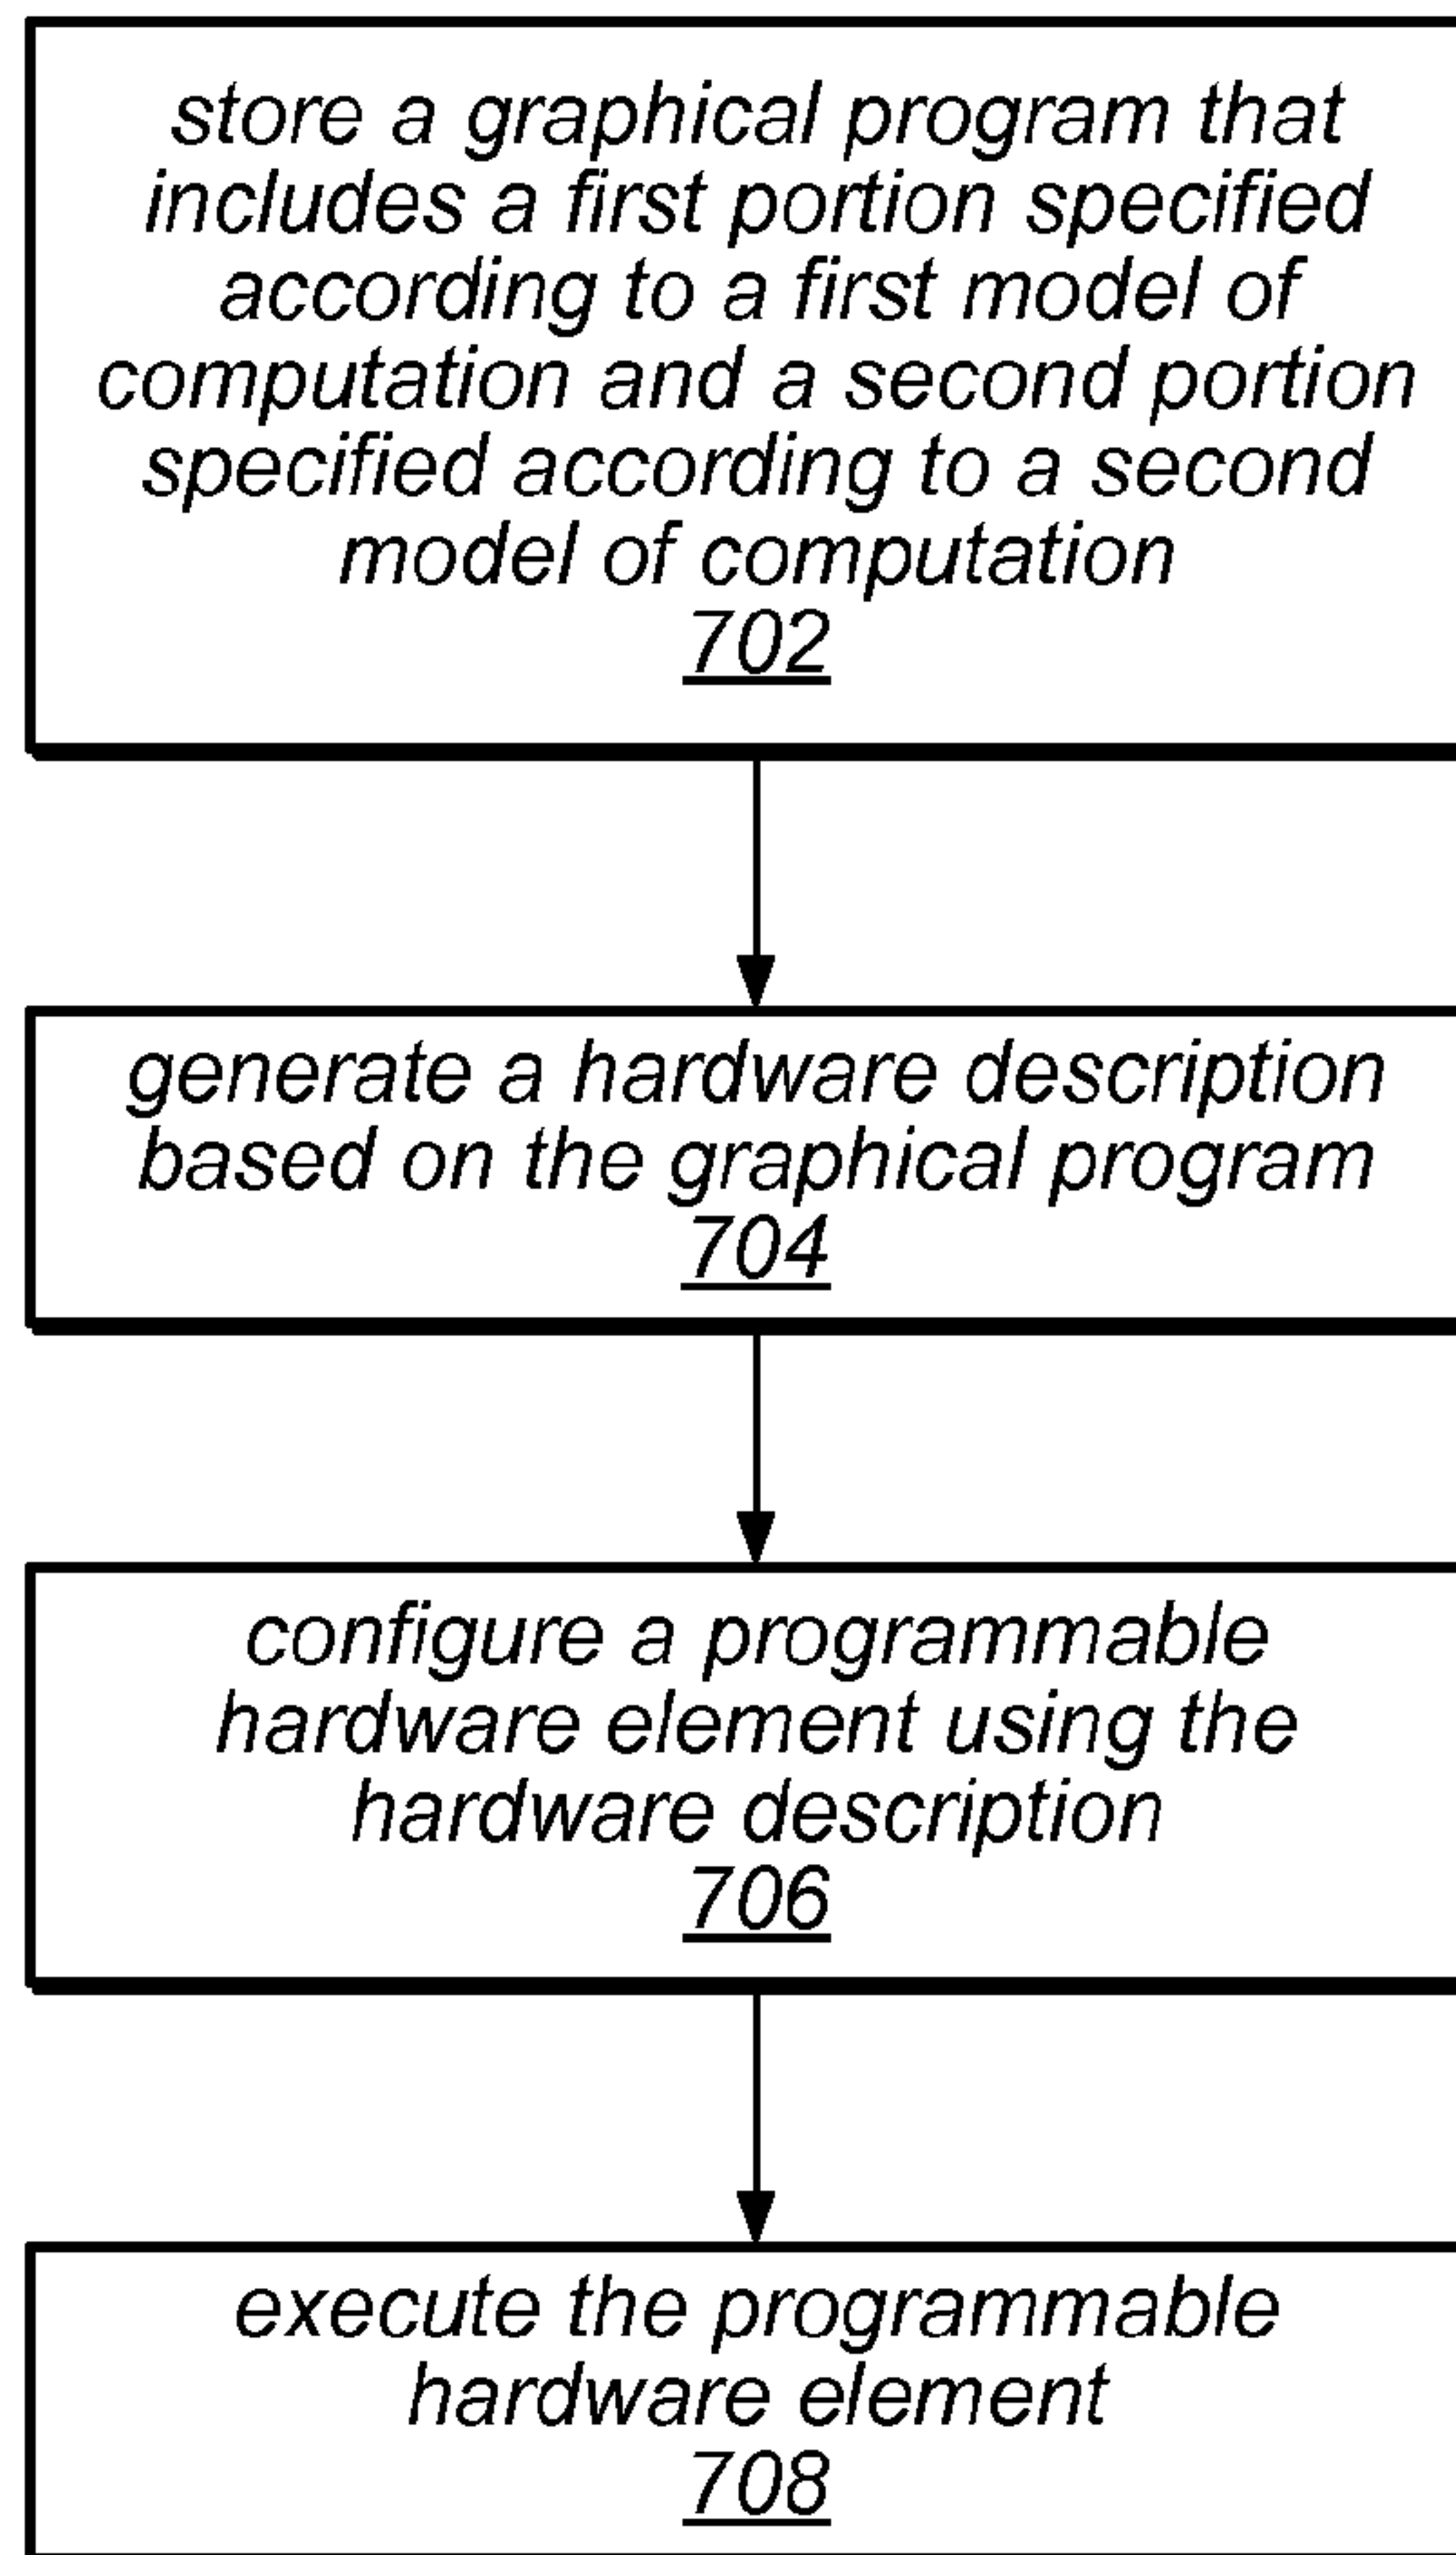 store a graphical program that
includes a first portion specified
according to a first model of
computation and a second portion
specified according to a second
model of computation
702
generate a hardware description
based on the graphical program
704
configure a programmable
hardware element using the
hardware description
706
execute the programmable
hardware element
708